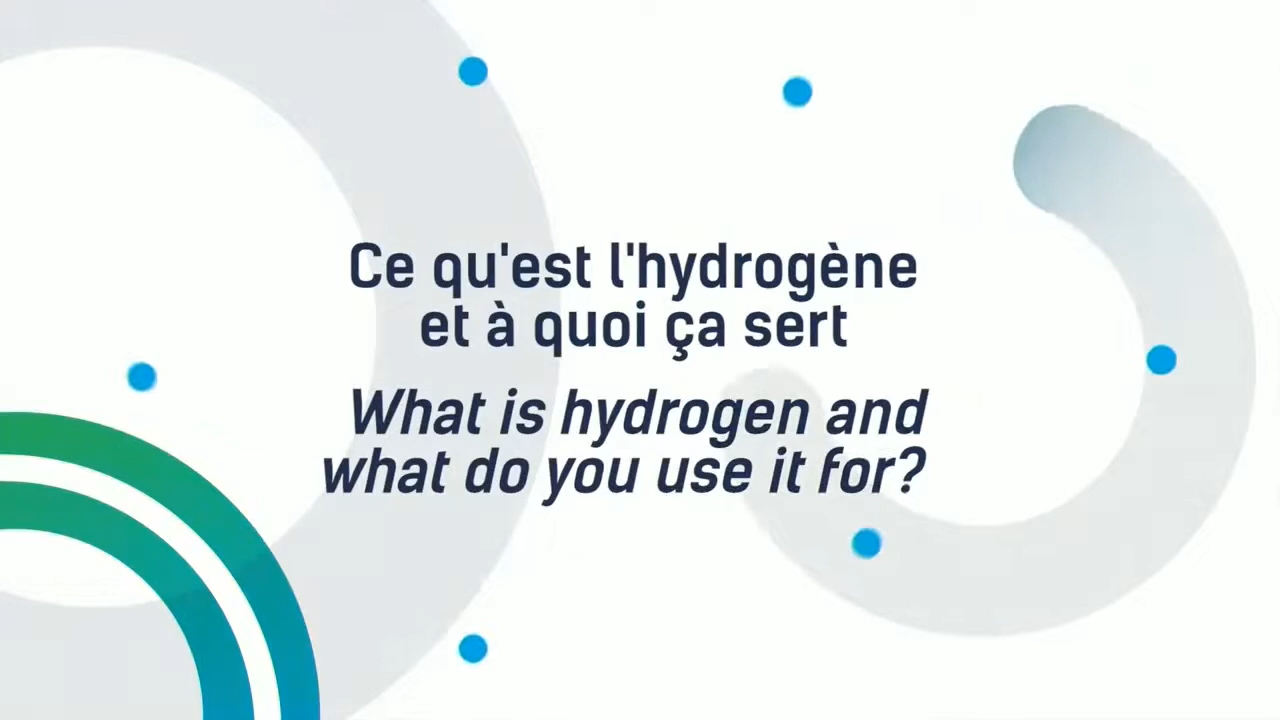 Ce qu'est l'hydrogène
et à quoi ça sert
What is hydrogen and
what do you use it for?